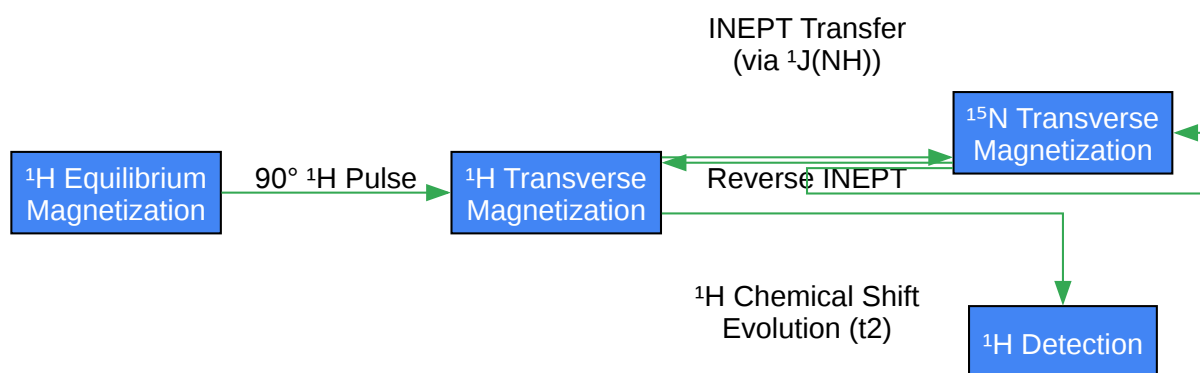 INEPT Transfer
(via ¹J(NH))
¹⁵N Transverse
Magnetization
¹H Equilibrium
Magnetization
90° ¹H Pulse
¹H Transverse
Magnetization
Reverse INEPT
¹H Chemical Shift
Evolution (t2)
¹H Detection